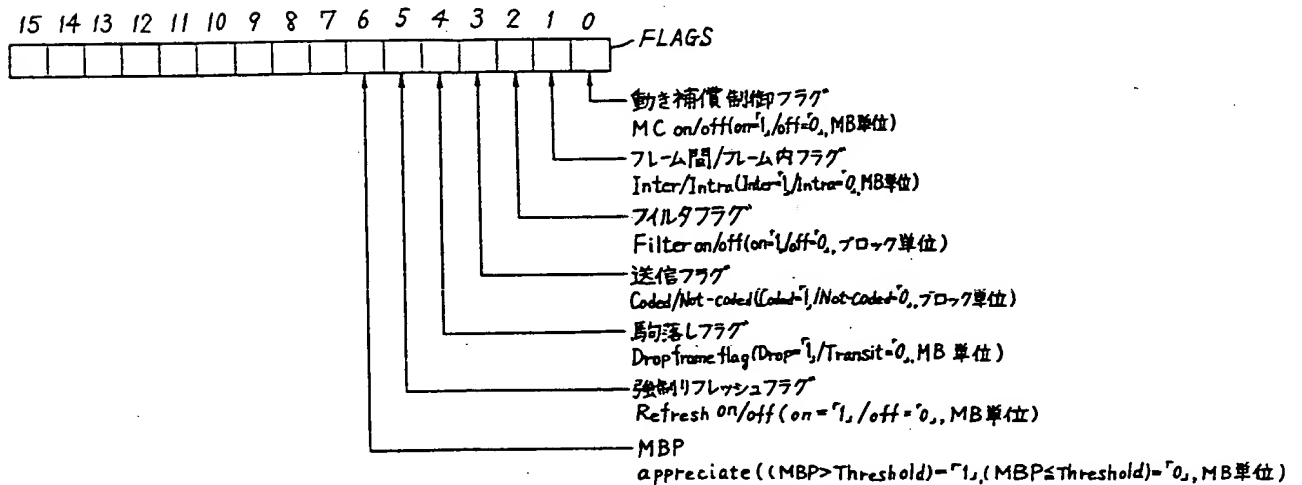 15 14 13 12 11 10 9 8 7 6 5 4 3 2 1 0
FLAGS
動き補償制御フラグ
MC on/off(on=「1」/off=「0」, MB単位)
フレーム間/フレーム内フラグ
Inter/Intra(Inter=「1」/Intra=「0」, MB単位)
フィルタフラグ
Filter on/off(on=「1」/off=「0」, ブロック単位)
送信フラグ
Coded/Not-coded(Coded=「1」/Not-Coded=「0」, ブロック単位)
駒落しフラグ
Drop frame flag(Drop=「1」/Transit=「0」, MB単位)
強制リフレッシュフラグ
Refresh on/off(on=「1」/off=「0」, MB単位)
MBP
appreciate((MBP>Threshold)=「1」,(MBP≦Threshold)=「0」, MB単位)